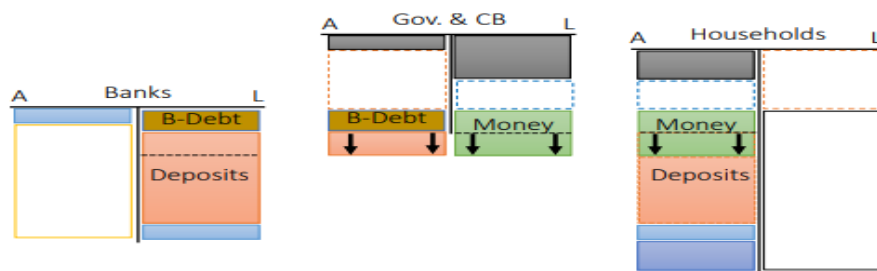 Gov. & CB
A
L
B-Debt
Money
Households
A
L
Money
Deposits
Banks
A
L
B-Debt
Deposits